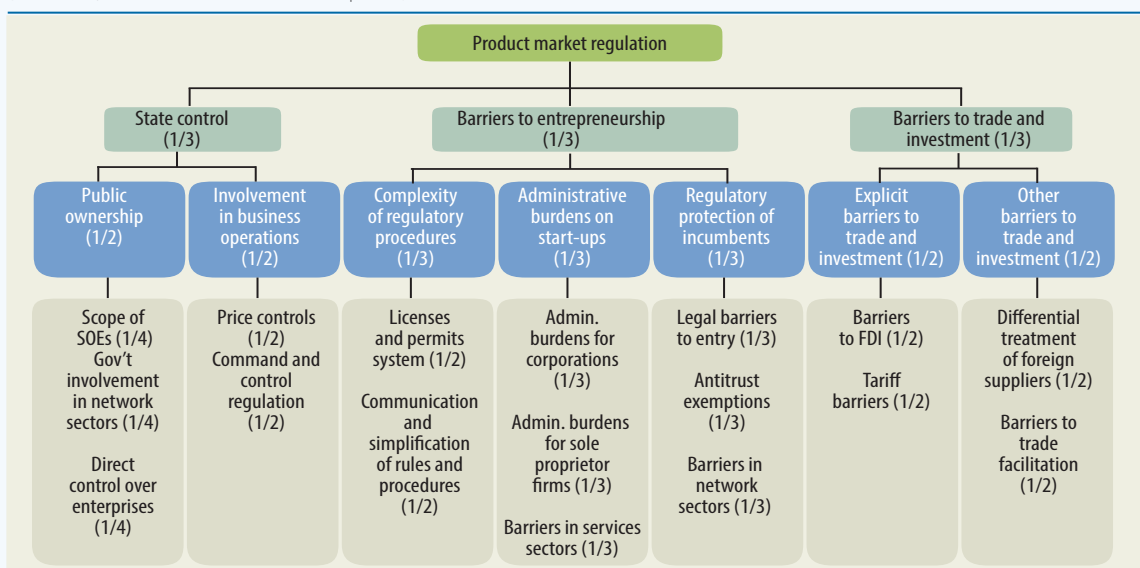 Product market regulation
State control
(1/3)
Barriers to entrepreneurship
(1/3)
Barriers to trade and
investment (1/3)
Public
ownership
(1/2)
Involvement
in business
operations
(1/2)
Complexity
of regulatory
procedures
(1/3)
Administrative
burdens on
start-ups
(1/3)
Regulatory
protection of
incumbents
(1/3)
Explicit
barriers to
trade and
investment (1/2)
Other
barriers to
trade and
investment (1/2)
Scope of
SOEs (1/4)
Gov't
involvement
in network
sectors (1/4)
Direct
control over
enterprises
(1/4)
Price controls
(1/2)
Command and
control
regulation
(1/2)
Licenses
and permits
system (1/2)
Communication
and
simplification
of rules and
procedures
(1/2)
Admin.
burdens for
corporations
(1/3)
Admin. burdens
for sole
proprietor
firms (1/3)
Barriers in services
sectors (1/3)
Legal barriers
to entry (1/3)
Antitrust
exemptions
(1/3)
Barriers in
network
sectors (1/3)
Barriers
to FDI (1/2)
Tariff
barriers (1/2)
Differential
treatment
of foreign
suppliers (1/2)
Barriers to
trade
facilitation
(1/2)